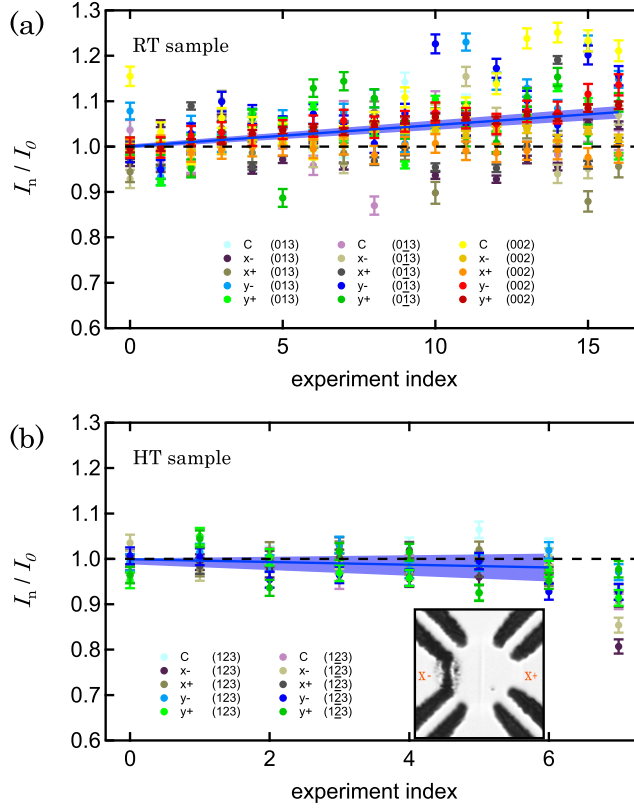 (a)
1.3
RT sample
1.2
1.1
1.0
0.9
0.8
0.7
0.6
In / I0
C (013) C (01̲3) C (002)
x- (013) x- (01̲3) x- (002)
x+ (013) x+ (01̲3) x+ (002)
y- (013) y- (01̲3) y- (002)
y+ (013) y+ (01̲3) y+ (002)
0 5 10 15
experiment index
(b)
1.3
HT sample
1.2
1.1
1.0
0.9
0.8
0.7
0.6
In / I0
C (123) C (12̲3)
x- (123) x- (12̲3)
x+ (123) x+ (12̲3)
y- (123) y- (12̲3)
y+ (123) y+ (12̲3)
X- X+
0 2 4 6
experiment index